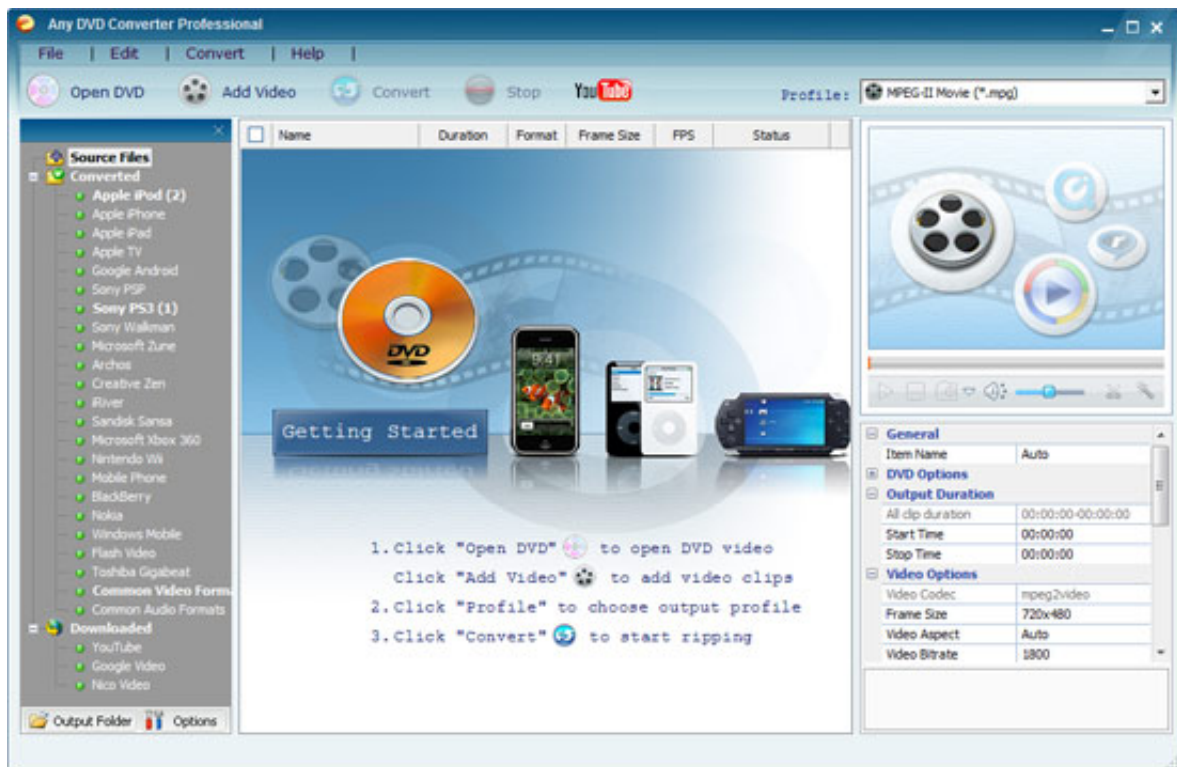 Any DVD Converter Professional
File | Edit | Convert | Help |
Open DVD Add Video Convert Stop YouTube Profile: MPEG-II Movie (*.mpg)
Source Files
Converted
Apple iPod (2)
Apple iPhone
Apple iPad
Apple TV
Google Android
Sony PSP
Sony PS3 (1)
Sony Walkman
Microsoft Zune
Archos
Creative Zen
iRiver
Sandisk Sansa
Microsoft Xbox 360
Nintendo Wii
Mobile Phone
BlackBerry
Nokia
Windows Mobile
Flash Video
Toshiba Gigabeat
Common Video Forma
Common Audio Formats
Downloaded
YouTube
Google Video
Nico Video
Output Folder Options
Name Duration Format Frame Size FPS Status
DVD
9:41
Getting Started
1.Click "Open DVD" to open DVD video
Click "Add Video" to add video clips
2.Click "Profile" to choose output profile
3.Click "Convert" to start ripping
General
Item Name Auto
DVD Options
Output Duration
All clip duration 00:00:00-00:00:00
Start Time 00:00:00
Stop Time 00:00:00
Video Options
Video Codec mpeg2video
Frame Size 720x480
Video Aspect Auto
Video Bitrate 1800